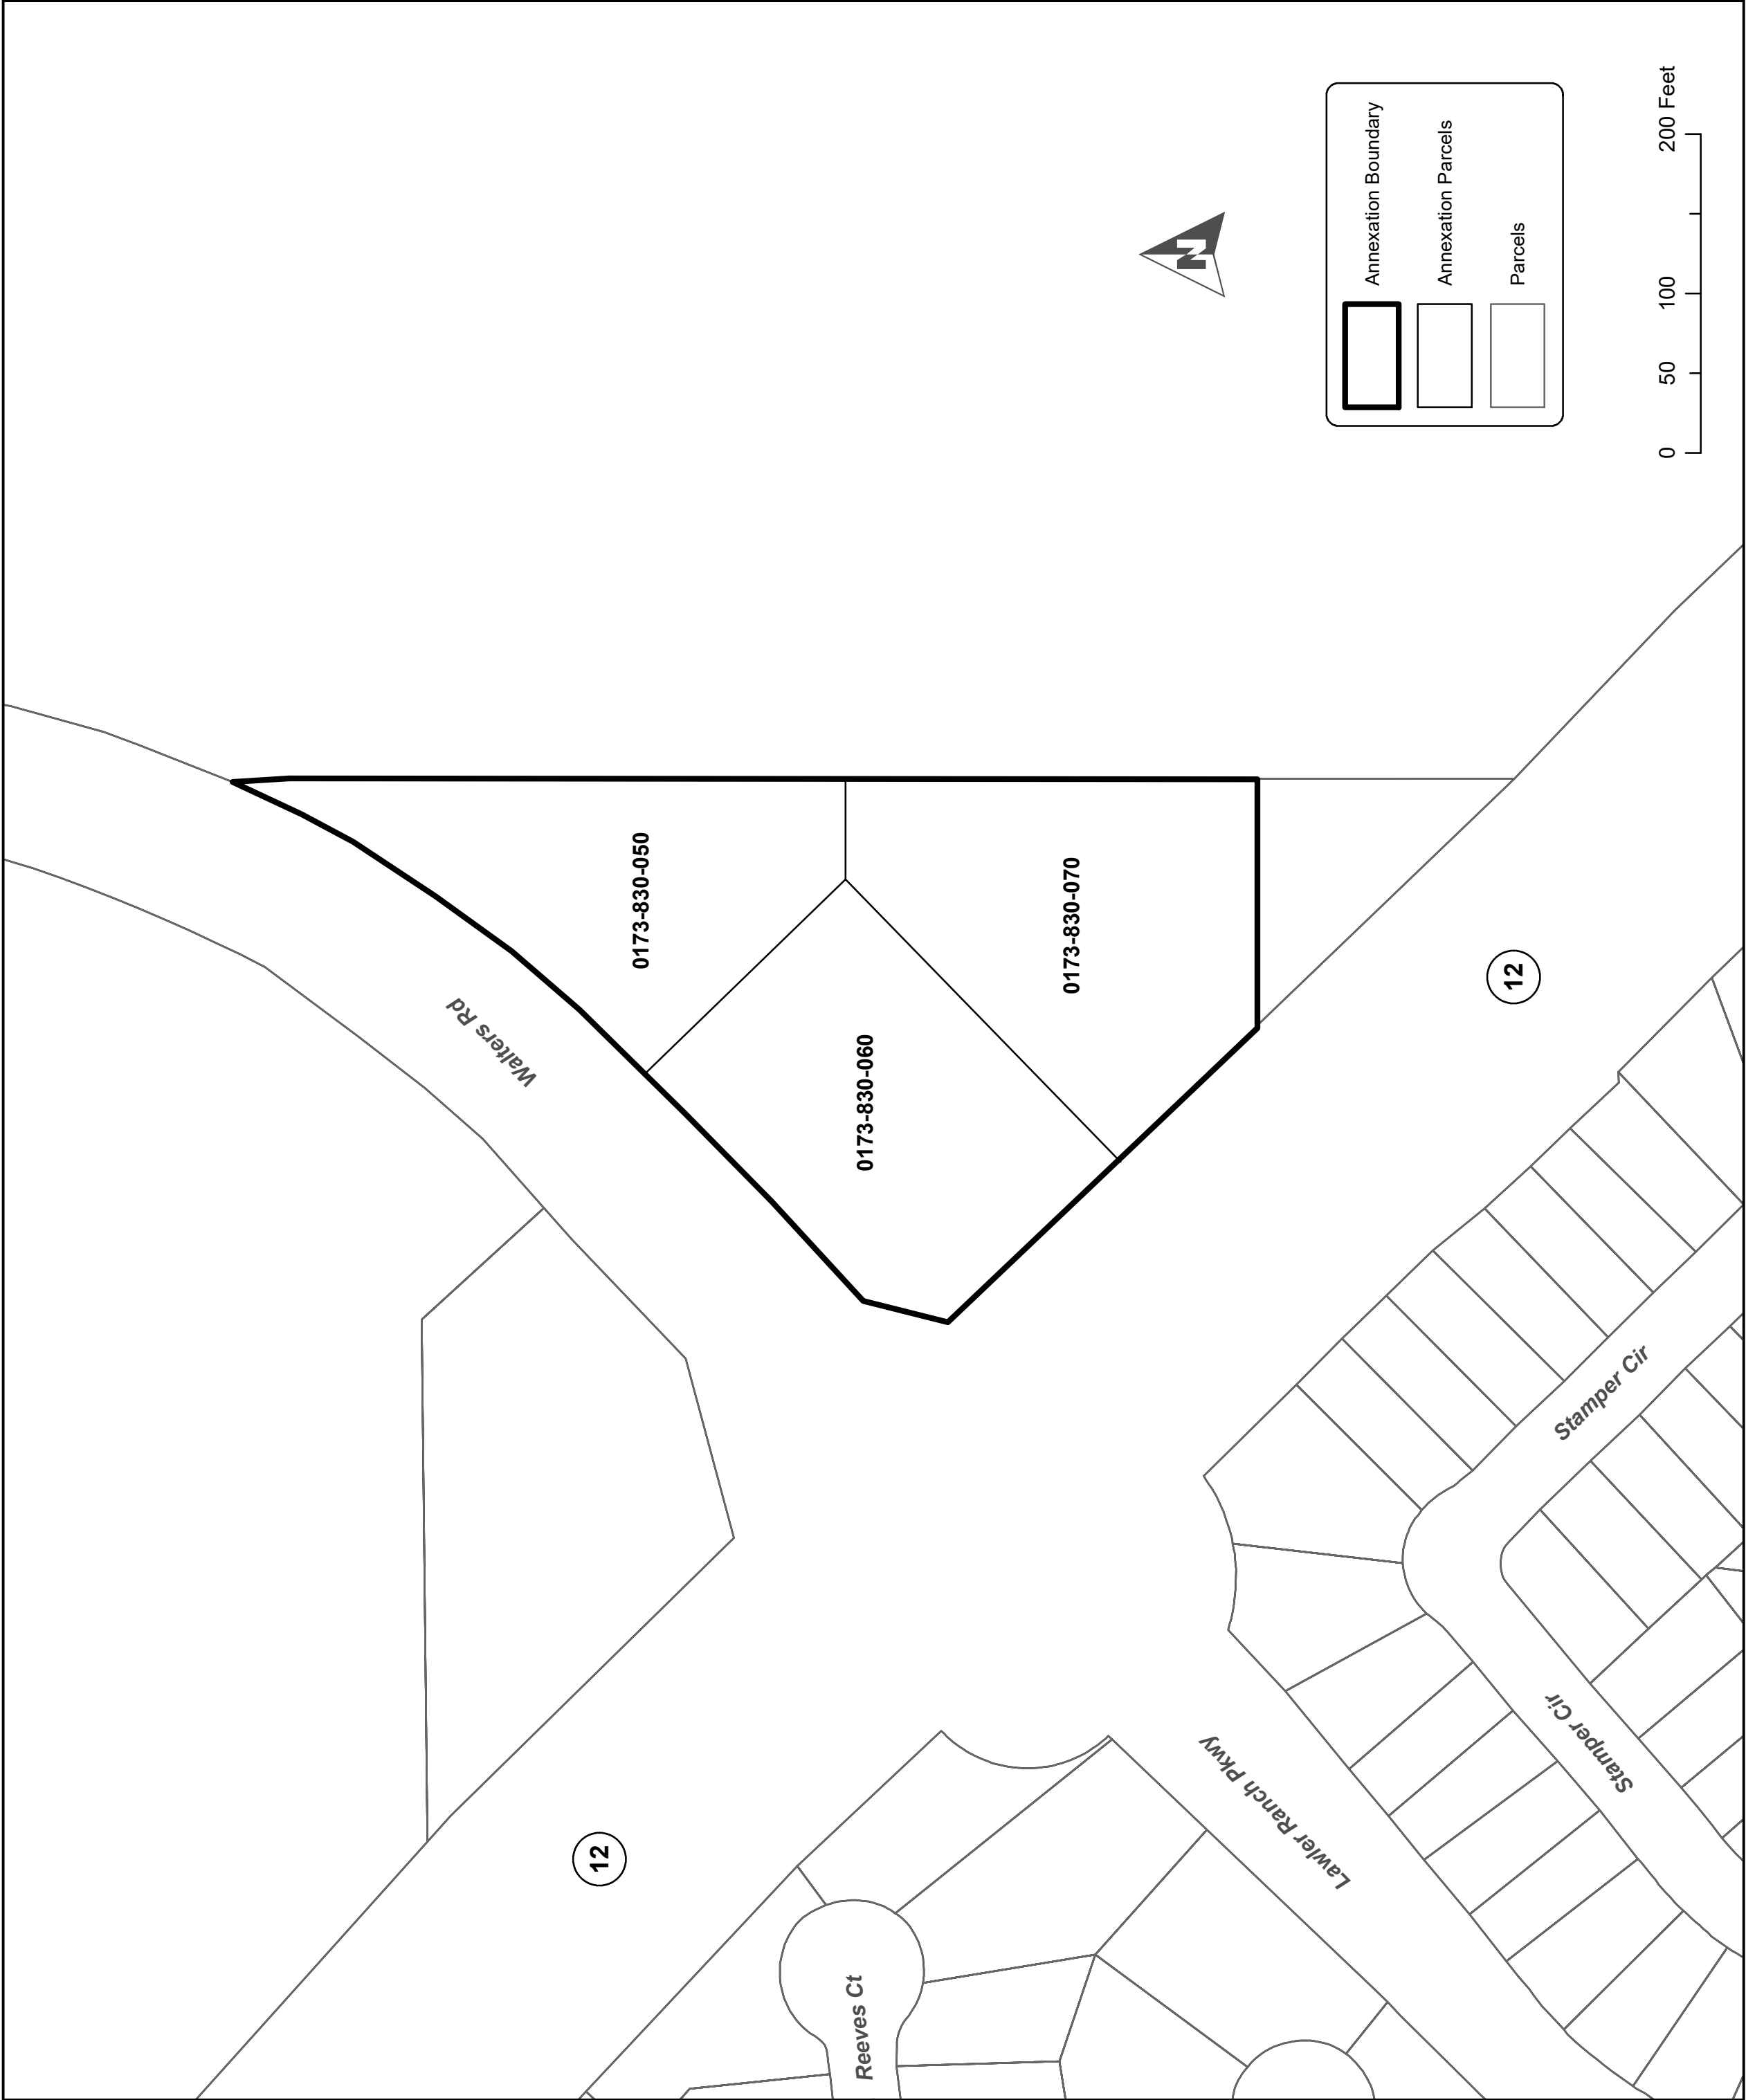 Walters Rd
0173-830-050
0173-830-060
0173-830-070
12
12
Reeves Ct
Lawler Ranch Pkwy
Stamper Cir
Stamper Cir
N
Annexation Boundary
Annexation Parcels
Parcels
0 50 100 200 Feet